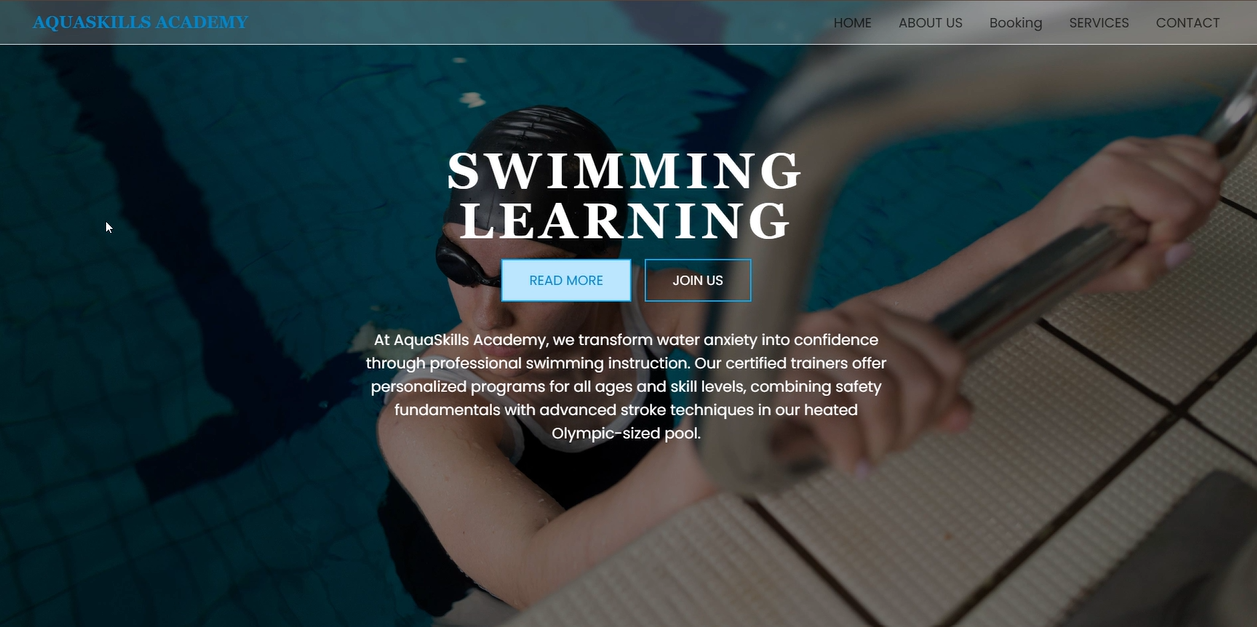 AQUASKILLS ACADEMY
HOME ABOUT US Booking SERVICES CONTACT
SWIMMING
LEARNING
READ MORE JOIN US
At AquaSkills Academy, we transform water anxiety into confidence
through professional swimming instruction. Our certified trainers offer
personalized programs for all ages and skill levels, combining safety
fundamentals with advanced stroke techniques in our heated
Olympic-sized pool.